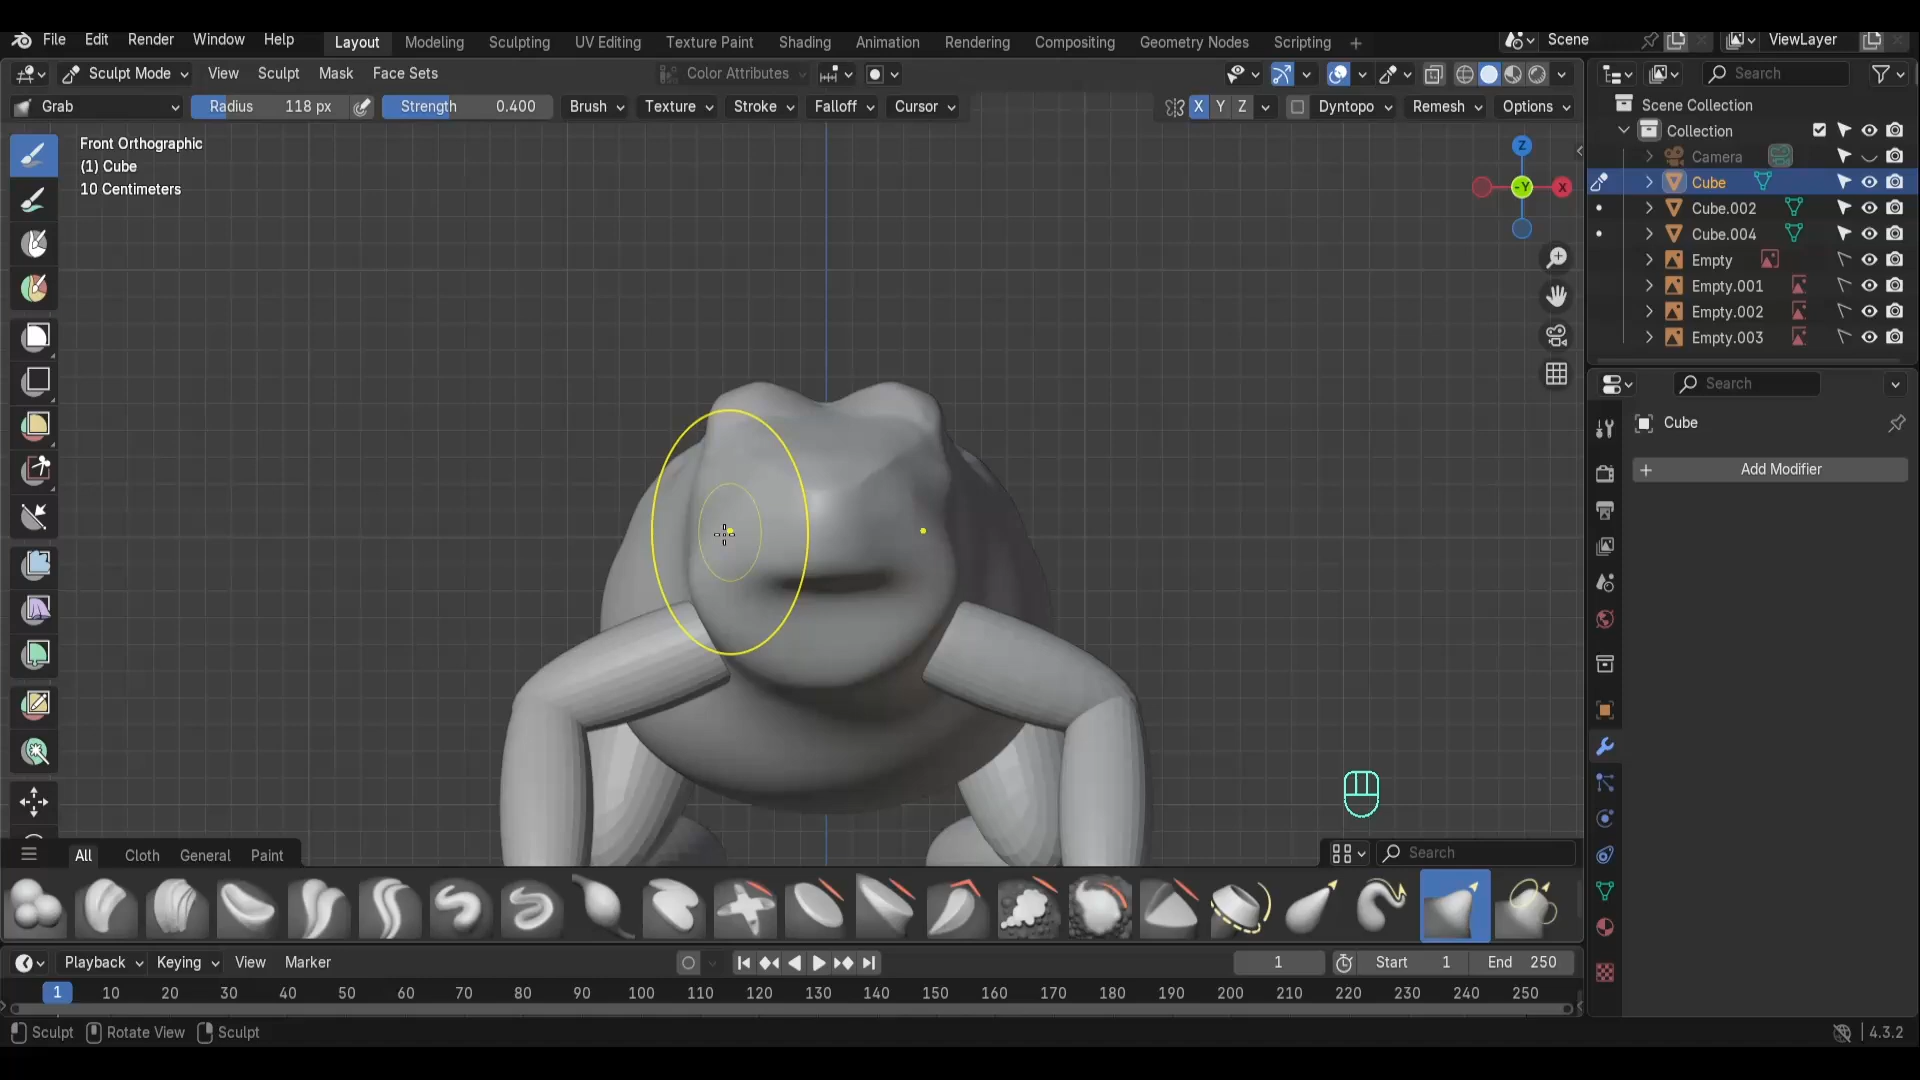 File Edit Render Window Help Layout Modeling Sculpting UV Editing Texture Paint Shading Animation Rendering Compositing Geometry Nodes Scripting + Scene ViewLayer
Sculpt Mode View Sculpt Mask Face Sets Color Attributes Search
Grab Radius 118 px Strength 0.400 Brush Texture Stroke Falloff Cursor X Y Z Dyntopo Remesh Options
Scene Collection
Collection
Camera
Cube
Cube.002
Cube.004
Empty
Empty.001
Empty.002
Empty.003
Front Orthographic
(1) Cube
10 Centimeters
Z
-Y X
Search
Cube
+ Add Modifier
All Cloth General Paint Search
Playback Keying View Marker 1 Start 1 End 250
1 10 20 30 40 50 60 70 80 90 100 110 120 130 140 150 160 170 180 190 200 210 220 230 240 250
Sculpt Rotate View Sculpt 4.3.2